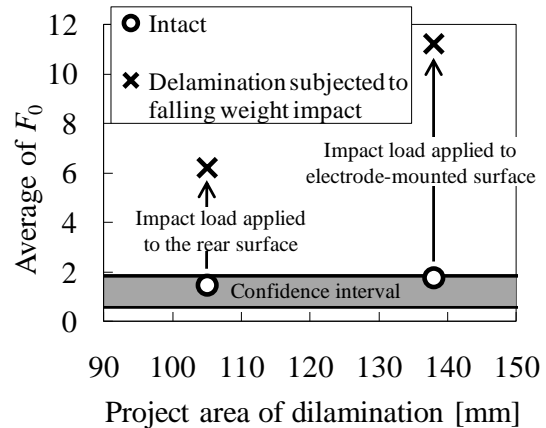 12
10
8
6
4
2
0
Average of F0
Intact
Delamination subjected to
falling weight impact
Impact load applied to
electrode-mounted surface
Impact load applied
to the rear surface
Confidence interval
90 100 110 120 130 140 150
Project area of dilamination [mm]